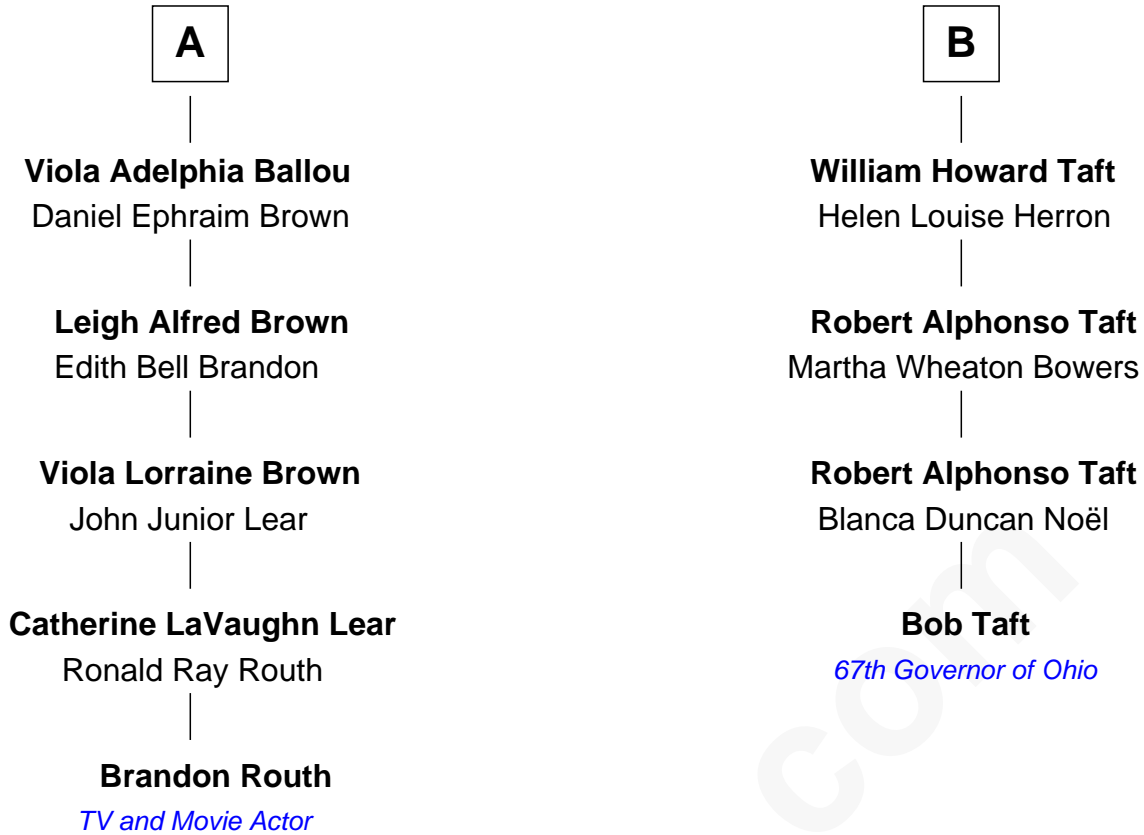 A
Viola Adelphia Ballou
Daniel Ephraim Brown
Leigh Alfred Brown
Edith Bell Brandon
Viola Lorraine Brown
John Junior Lear
Catherine LaVaughn Lear
Ronald Ray Routh
Brandon Routh
TV and Movie Actor
B
William Howard Taft
Helen Louise Herron
Robert Alphonso Taft
Martha Wheaton Bowers
Robert Alphonso Taft
Blanca Duncan Noël
Bob Taft
67th Governor of Ohio
com